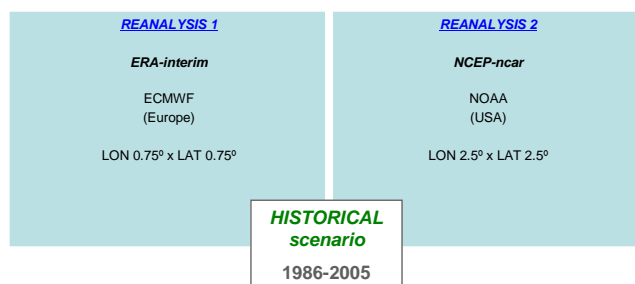 REANALYSIS 1
ERA-interim
ECMWF
(Europe)
LON 0.75º x LAT 0.75º
REANALYSIS 2
NCEP-ncar
NOAA
(USA)
LON 2.5º x LAT 2.5º
HISTORICAL
scenario
1986-2005